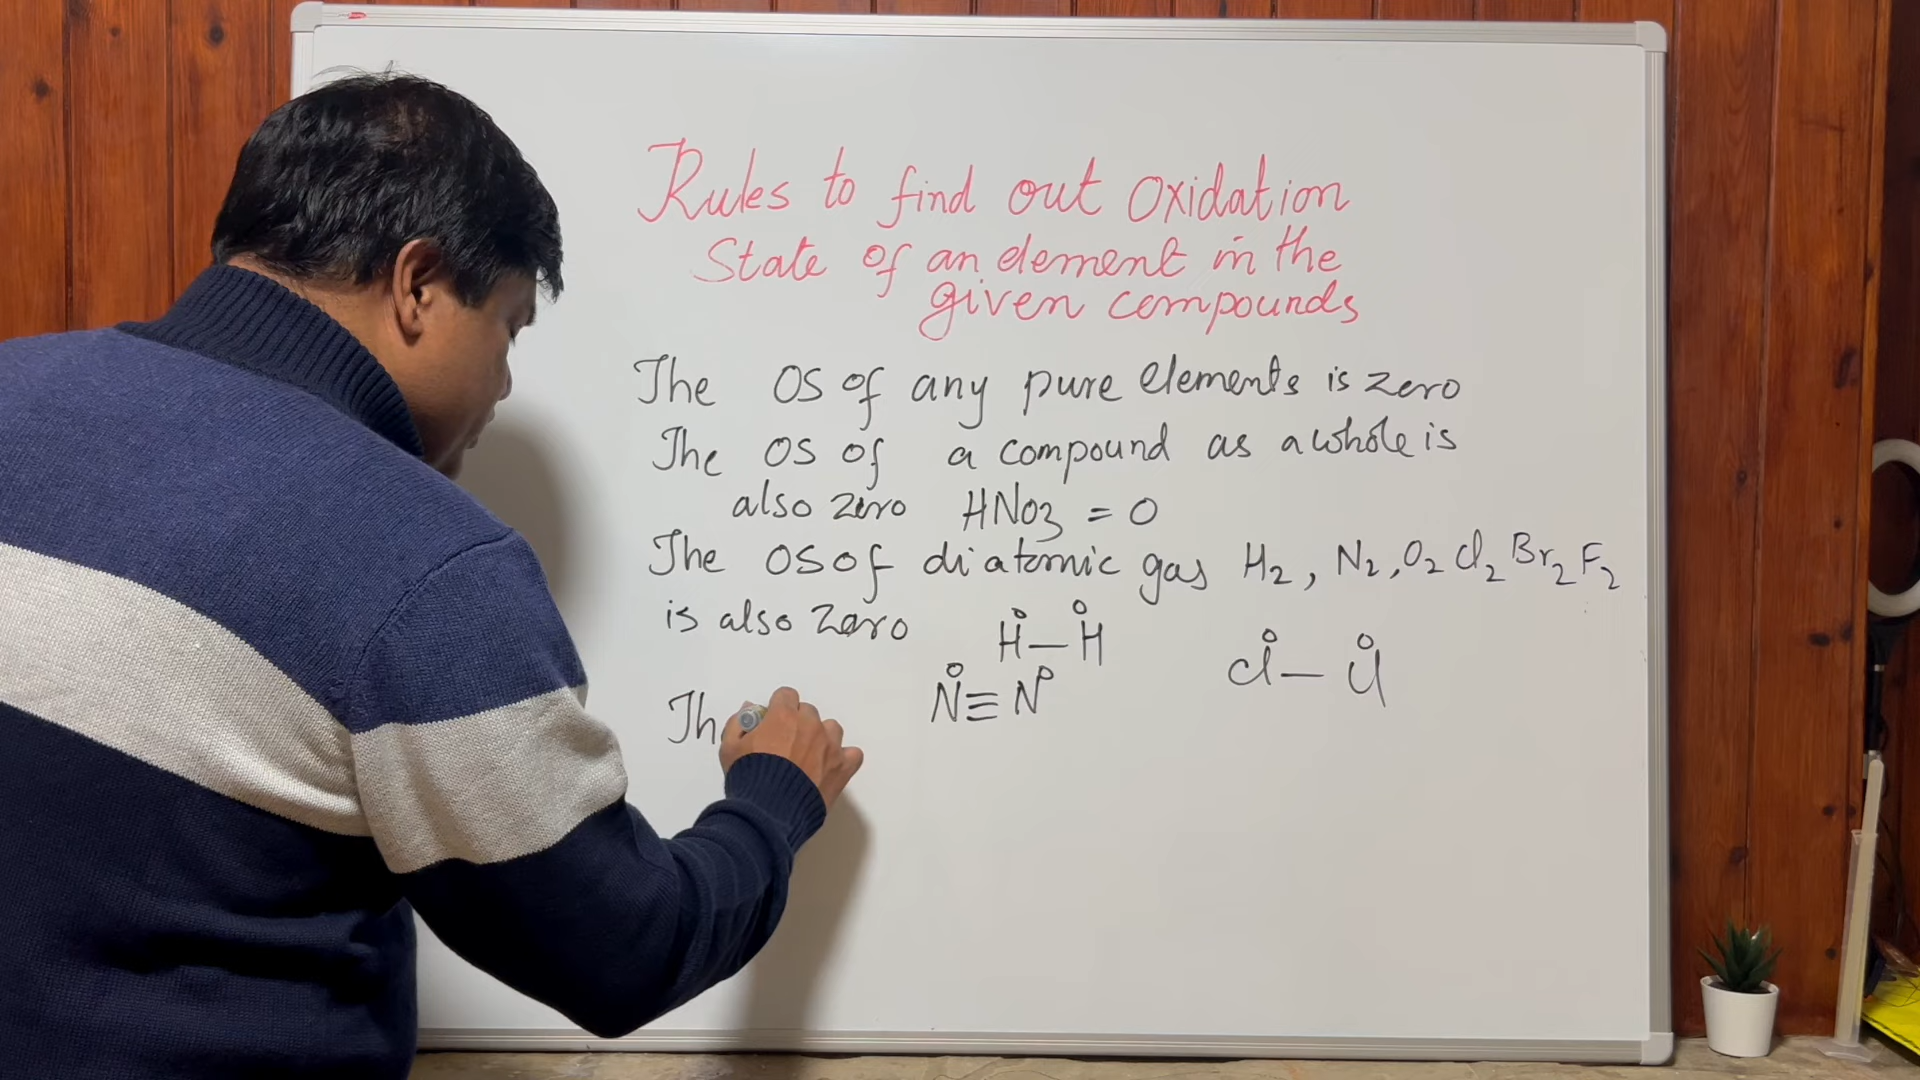 Rules to find out Oxidation
State of an element in the
given compounds
The OS of any pure elements is zero
The OS of a compound as a whole is
also zero HNO3 = 0
The OS of diatomic gas H2, N2, O2 Cl2 Br2 F2
is also zero
H — H
Cl — Cl
N ≡ N
Th